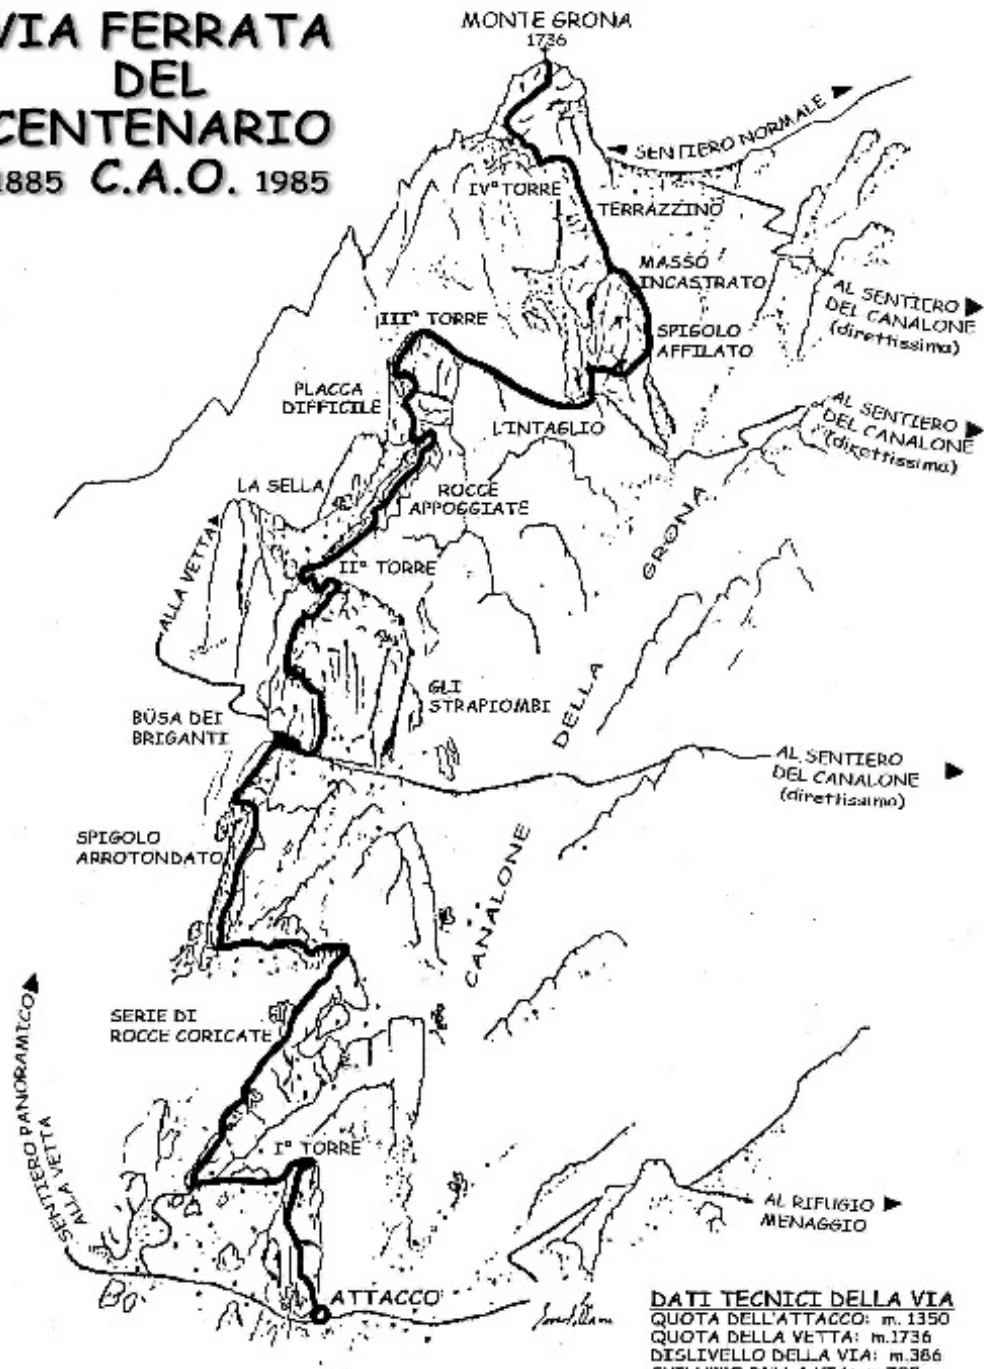 VIA FERRATA
DEL
CENTENARIO
1885 C.A.O. 1985
MONTE GRONA
1736
SENTIERO NORMALE
IV° TORRE
TERRAZZINO
MASSO
INCASTRATO
AL SENTIERO
DEL CANALONE
(direttissima)
III° TORRE
SPIGOLO
AFFILATO
PLACCA
DIFFICILE
L'INTAGLIO
AL SENTIERO
DEL CANALONE
(direttissima)
LA SELLA
ROCCE
APPOGGIATE
II° TORRE
ALLA VETTA
GLI
STRAPIOMBI
BÜSA DEI
BRIGANTI
CANALONE
DELLA
GRONA
AL SENTIERO
DEL CANALONE
(direttissima)
SPIGOLO
ARROTONDATO
SERIE DI
ROCCE CORICATE
SENTIERO PANORAMICO
ALLA VETTA
I° TORRE
AL RIFUGIO
MENAGGIO
ATTACCO
DATI TECNICI DELLA VIA
QUOTA DELL'ATTACCO: m. 1350
QUOTA DELLA VETTA: m.1736
DISLIVELLO DELLA VIA: m.386